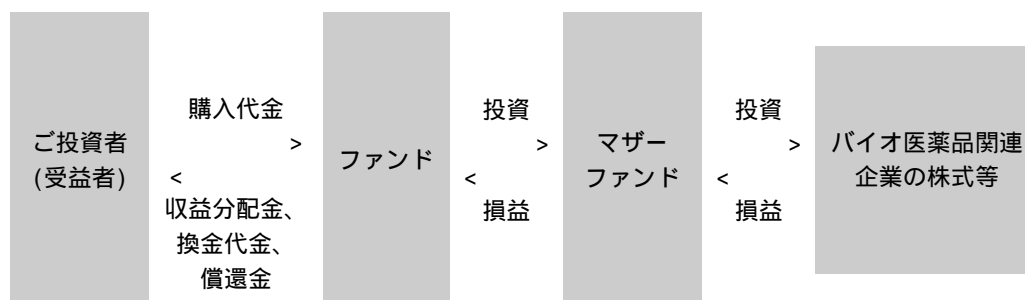 ご投資者
(受益者)
購入代金
>
<
収益分配金、
換金代金、
償還金
ファンド
投資
>
<
損益
マザー
ファンド
投資
>
<
損益
バイオ医薬品関連
企業の株式等